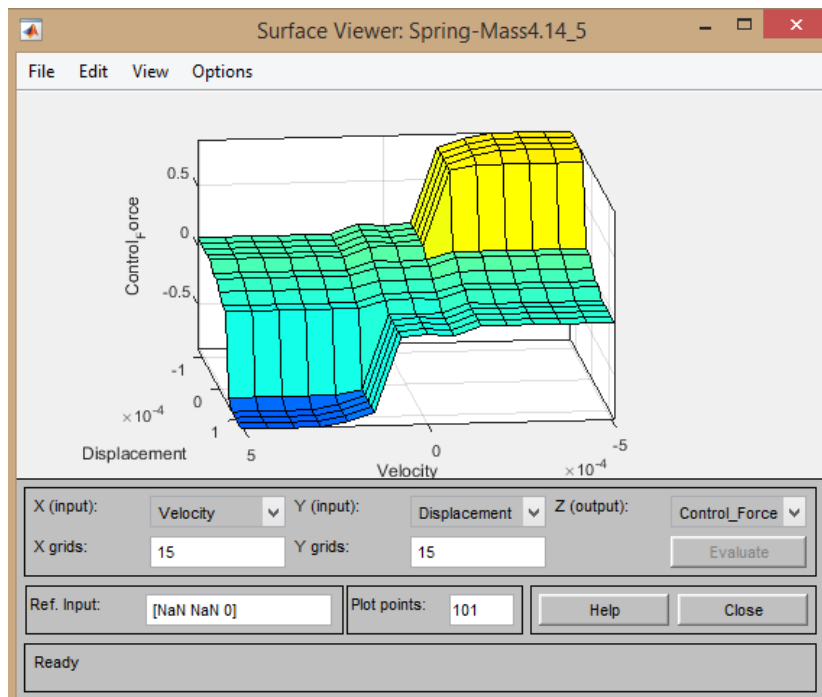 Surface Viewer: Spring-Mass4.14_5
File Edit View Options
0.5
0
-0.5
Control_Force
-1
0
1
×10^-4
Displacement
5
0
-5
Velocity
×10^-4
X (input): Velocity Y (input): Displacement Z (output): Control_Force
X grids: 15 Y grids: 15 Evaluate
Ref. Input: [NaN NaN 0] Plot points: 101 Help Close
Ready